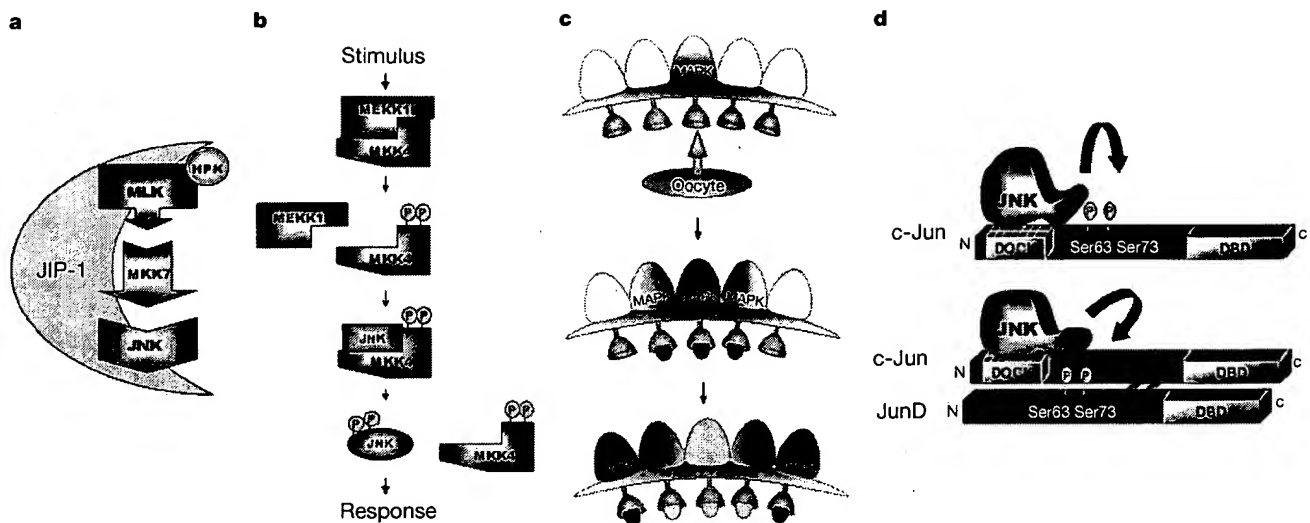 a
HPK
MLK
JIP-1
MKK7
JNK
b
Stimulus
MEKK1
MKK4
MEKK1
P P
MKK4
P P
JNK
MKK4
P P
JNK
P P
MKK4
Response
c
MAPK
Oocyte
MAPK
d
JNK
P P
c-Jun
N
Ser63 Ser73
DBD
C
JNK
c-Jun
N
P P
DBD
C
JunD
N
Ser63 Ser73
DBD
C